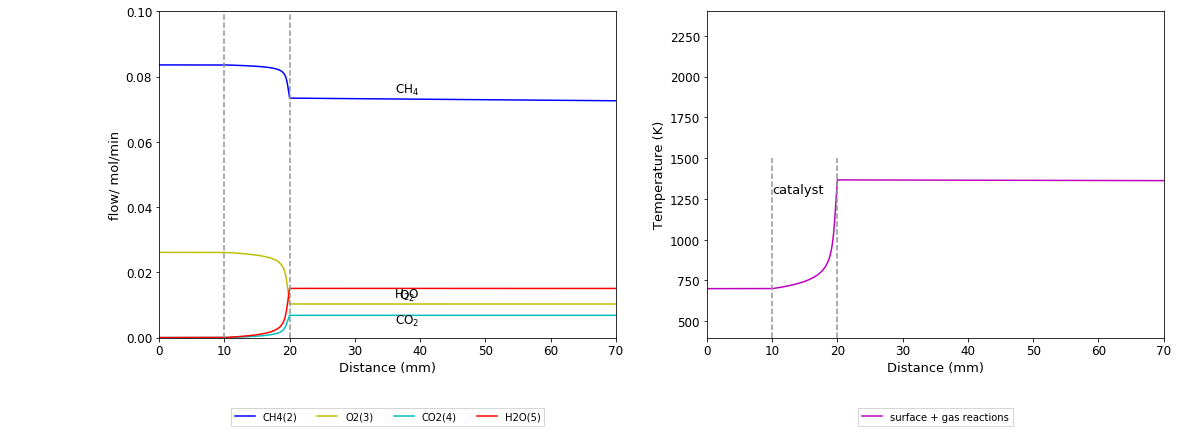 0.10
0.08
0.06
0.04
0.02
0.00
flow/ mol/min
CH₄
H₂O
O₂
CO₂
0 10 20 30 40 50 60 70
Distance (mm)
CH4(2) O2(3) CO2(4) H2O(5)
2250
2000
1750
1500
1250
1000
750
500
Temperature (K)
catalyst
0 10 20 30 40 50 60 70
Distance (mm)
surface + gas reactions